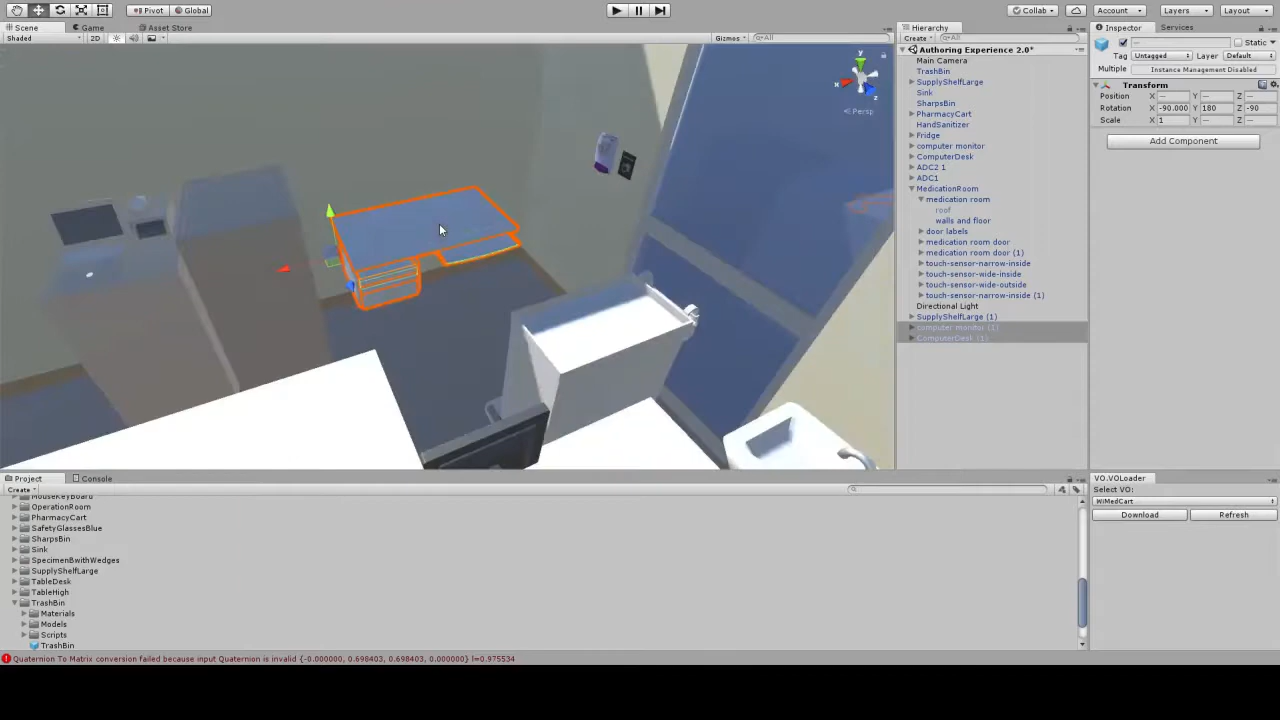 Pivot Global Collab Account Layers Layout
Scene Game Asset Store Hierarchy Inspector Services
Shaded 2D Gizmos All Create All
Authoring Experience 2.0*
Main Camera
TrashBin
SupplyShelfLarge
Sink
SharpsBin
PharmacyCart
HandSanitizer
Fridge
computer monitor
ComputerDesk
ADC2 1
ADC1
MedicationRoom
medication room
roof
walls and floor
door labels
medication room door
medication room door (1)
touch-sensor-narrow-inside
touch-sensor-wide-inside
touch-sensor-wide-outside
touch-sensor-narrow-inside (1)
Directional Light
SupplyShelfLarge (1)
computer monitor (1)
ComputerDesk (1)
— Static
Tag Untagged Layer Default
Multiple Instance Management Disabled
Transform
Position X — Y — Z —
Rotation X -90.000 Y 180 Z -90
Scale X 1 Y — Z —
Add Component
y
x
z
Persp
Project Console
Create
MouseKeyBoard
OperationRoom
PharmacyCart
SafetyGlassesBlue
SharpsBin
Sink
SpecimenBwithWedges
SupplyShelfLarge
TableDesk
TableHigh
TrashBin
Materials
Models
Scripts
TrashBin
VO.VOLoader
Select VO:
WiMedCart
Download Refresh
Quaternion To Matrix conversion failed because input Quaternion is invalid {-0.000000, 0.698403, 0.698403, 0.000000} l=0.975534